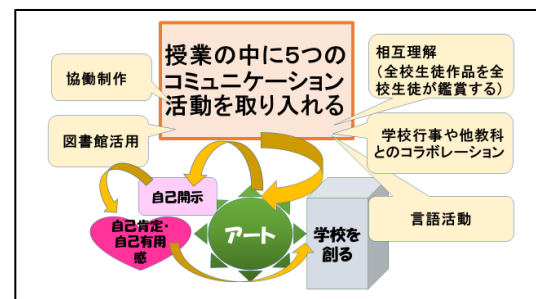 授業の中に5つの
コミュニケーション
活動を取り入れる
協働制作
図書館活用
相互理解
(全校生徒作品を全
校生徒が鑑賞する)
学校行事や他教科
とのコラボレーション
言語活動
自己開示
自己肯定・
自己有用
感
アート
学校を
創る